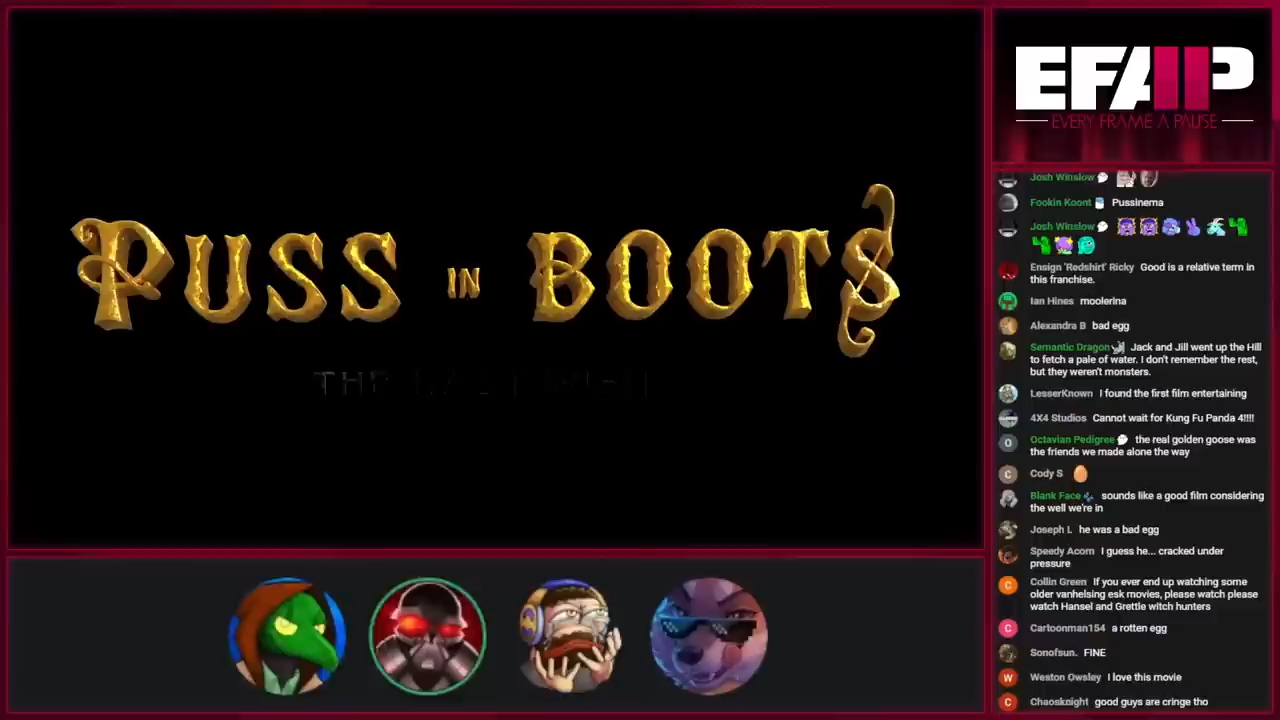 PUSS IN BOOTS
THE LAST WISH
EFAP
EVERY FRAME A PAUSE
Josh Winslow
Fookin Koont Pussinema
Josh Winslow
Ensign 'Redshirt' Ricky Good is a relative term in
this franchise.
Ian Hines moolerina
Alexandra B bad egg
Semantic Dragon Jack and Jill went up the Hill
to fetch a pale of water. I don't remember the rest,
but they weren't monsters.
LesserKnown I found the first film entertaining
4X4 Studios Cannot wait for Kung Fu Panda 4!!!!
O Octavian Pedigree the real golden goose was
the friends we made alone the way
C Cody S
Blank Face sounds like a good film considering
the well we're in
Joseph L he was a bad egg
Speedy Acorn I guess he... cracked under
pressure
C Collin Green If you ever end up watching some
older vanhelsing esk movies, please watch please
watch Hansel and Grettle witch hunters
C Cartoonman154 a rotten egg
Sonofsun. FINE
W Weston Owsley I love this movie
C Chaosknight good guys are cringe tho